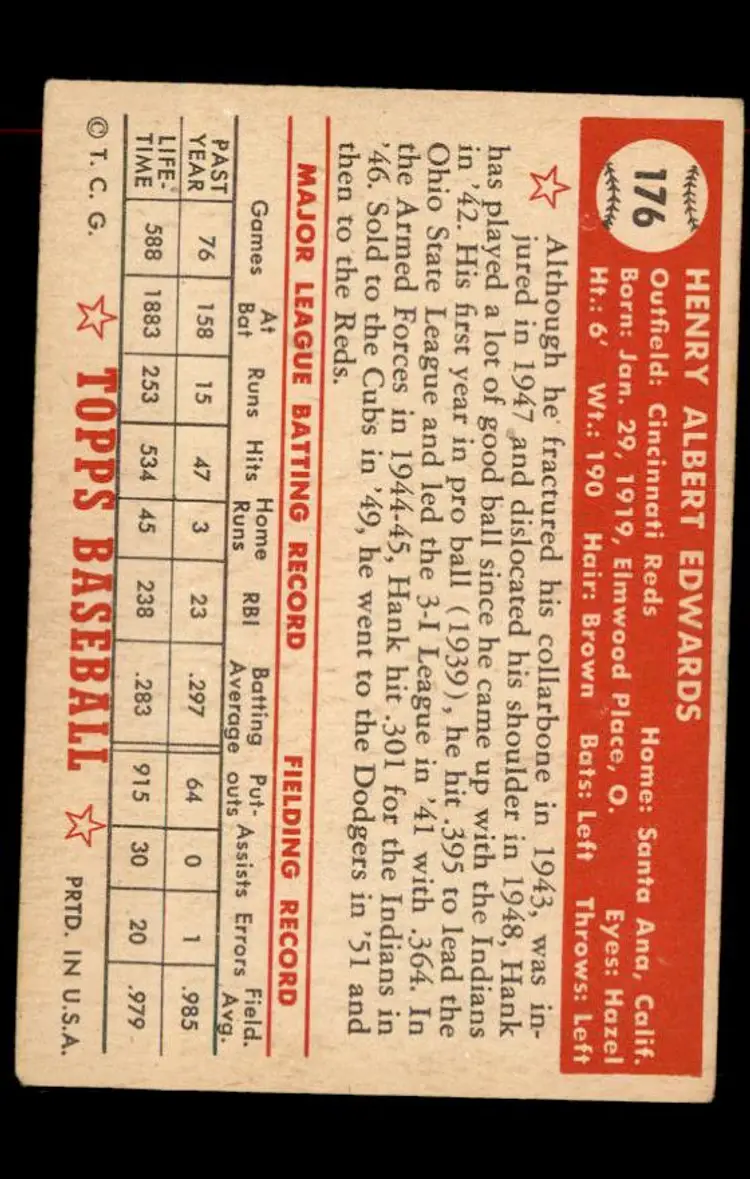 176
HENRY ALBERT EDWARDS
Outfield: Cincinnati Reds Home: Santa Ana, Calif.
Born: Jan. 29, 1919, Elmwood Place, O. Eyes: Hazel
Ht.: 6' Wt.: 190 Hair: Brown Bats: Left Throws: Left
Although he fractured his collarbone in 1943, was in-
jured in 1947 and dislocated his shoulder in 1948, Hank
has played a lot of good ball since he came up with the Indians
in '42. His first year in pro ball (1939), he hit .395 to lead the
Ohio State League and led the 3-I League in '41 with .364. In
the Armed Forces in 1944-45, Hank hit .301 for the Indians in
'46. Sold to the Cubs in '49, he went to the Dodgers in '51 and
then to the Reds.
MAJOR LEAGUE BATTING RECORD FIELDING RECORD
Games At Bat Runs Hits Home Runs RBI Batting Average Put-outs Assists Errors Field. Avg.
PAST YEAR 76 158 15 47 3 23 .297 64 0 1 .985
LIFE-TIME 588 1883 253 534 45 238 .283 915 30 20 .979
© T. C. G. TOPPS BASEBALL PRTD. IN U.S.A.